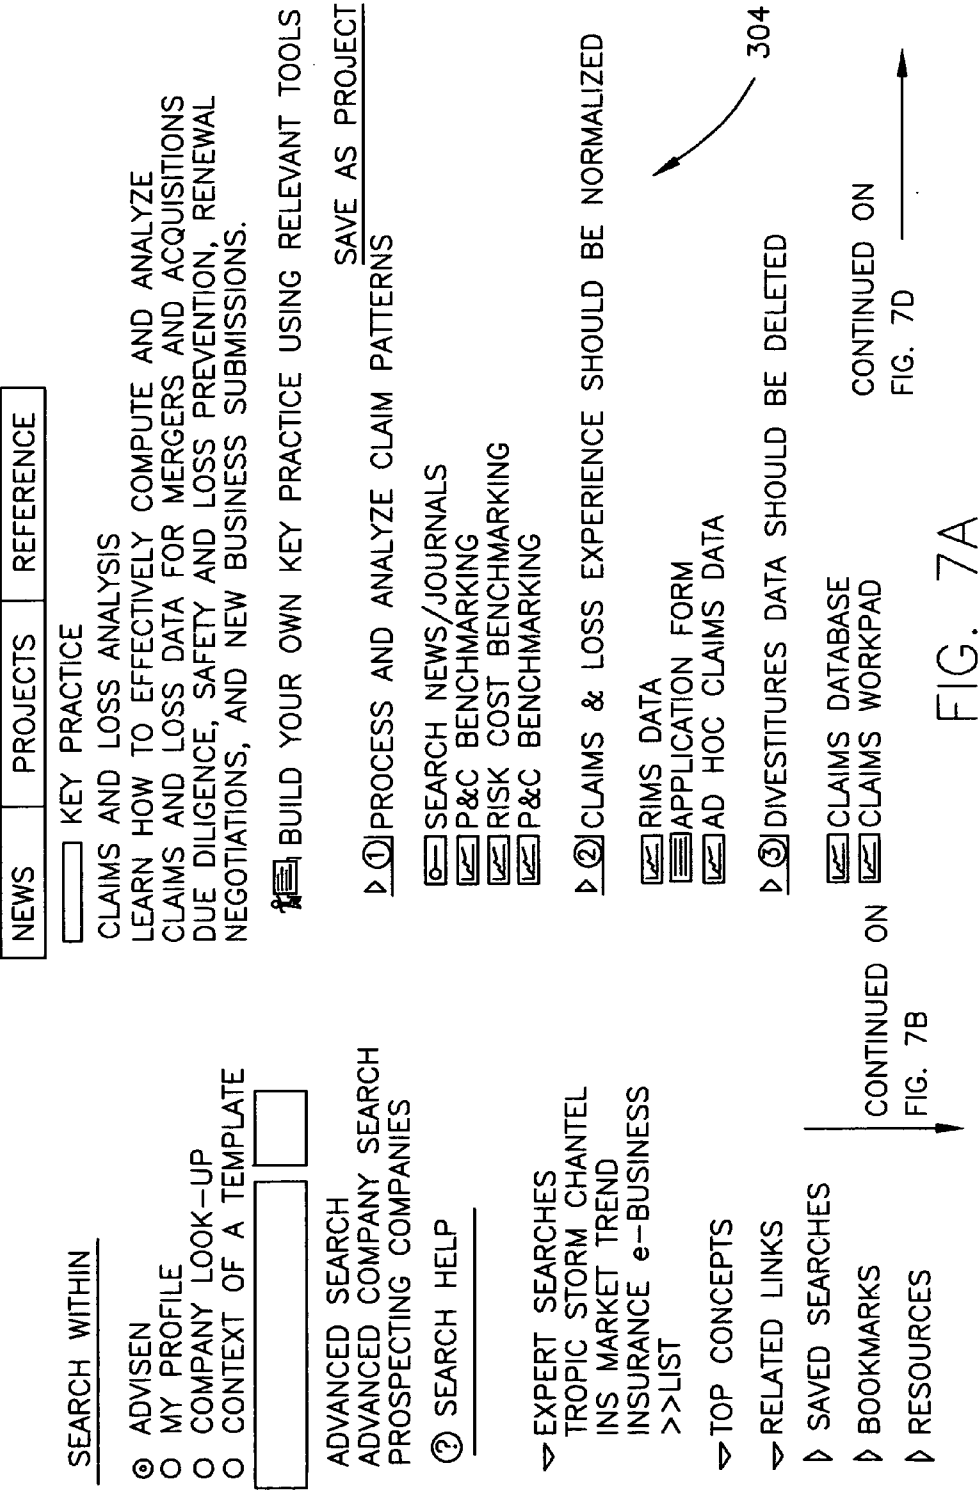 NEWS PROJECTS REFERENCE
SEARCH WITHIN
ADVISEN
MY PROFILE
COMPANY LOOK-UP
CONTEXT OF A TEMPLATE
ADVANCED SEARCH
ADVANCED COMPANY SEARCH
PROSPECTING COMPANIES
? SEARCH HELP
EXPERT SEARCHES
TROPIC STORM CHANTEL
INS MARKET TREND
INSURANCE e-BUSINESS
>>LIST
TOP CONCEPTS
RELATED LINKS
SAVED SEARCHES
BOOKMARKS
RESOURCES
CONTINUED ON
FIG. 7B
KEY PRACTICE
CLAIMS AND LOSS ANALYSIS
LEARN HOW TO EFFECTIVELY COMPUTE AND ANALYZE
CLAIMS AND LOSS DATA FOR MERGERS AND ACQUISITIONS
DUE DILIGENCE, SAFETY AND LOSS PREVENTION, RENEWAL
NEGOTIATIONS, AND NEW BUSINESS SUBMISSIONS.
BUILD YOUR OWN KEY PRACTICE USING RELEVANT TOOLS
SAVE AS PROJECT
1 PROCESS AND ANALYZE CLAIM PATTERNS
SEARCH NEWS/JOURNALS
P&C BENCHMARKING
RISK COST BENCHMARKING
P&C BENCHMARKING
2 CLAIMS & LOSS EXPERIENCE SHOULD BE NORMALIZED
RIMS DATA
APPLICATION FORM
AD HOC CLAIMS DATA
304
3 DIVESTITURES DATA SHOULD BE DELETED
CLAIMS DATABASE
CLAIMS WORKPAD
CONTINUED ON
FIG. 7D
FIG. 7A